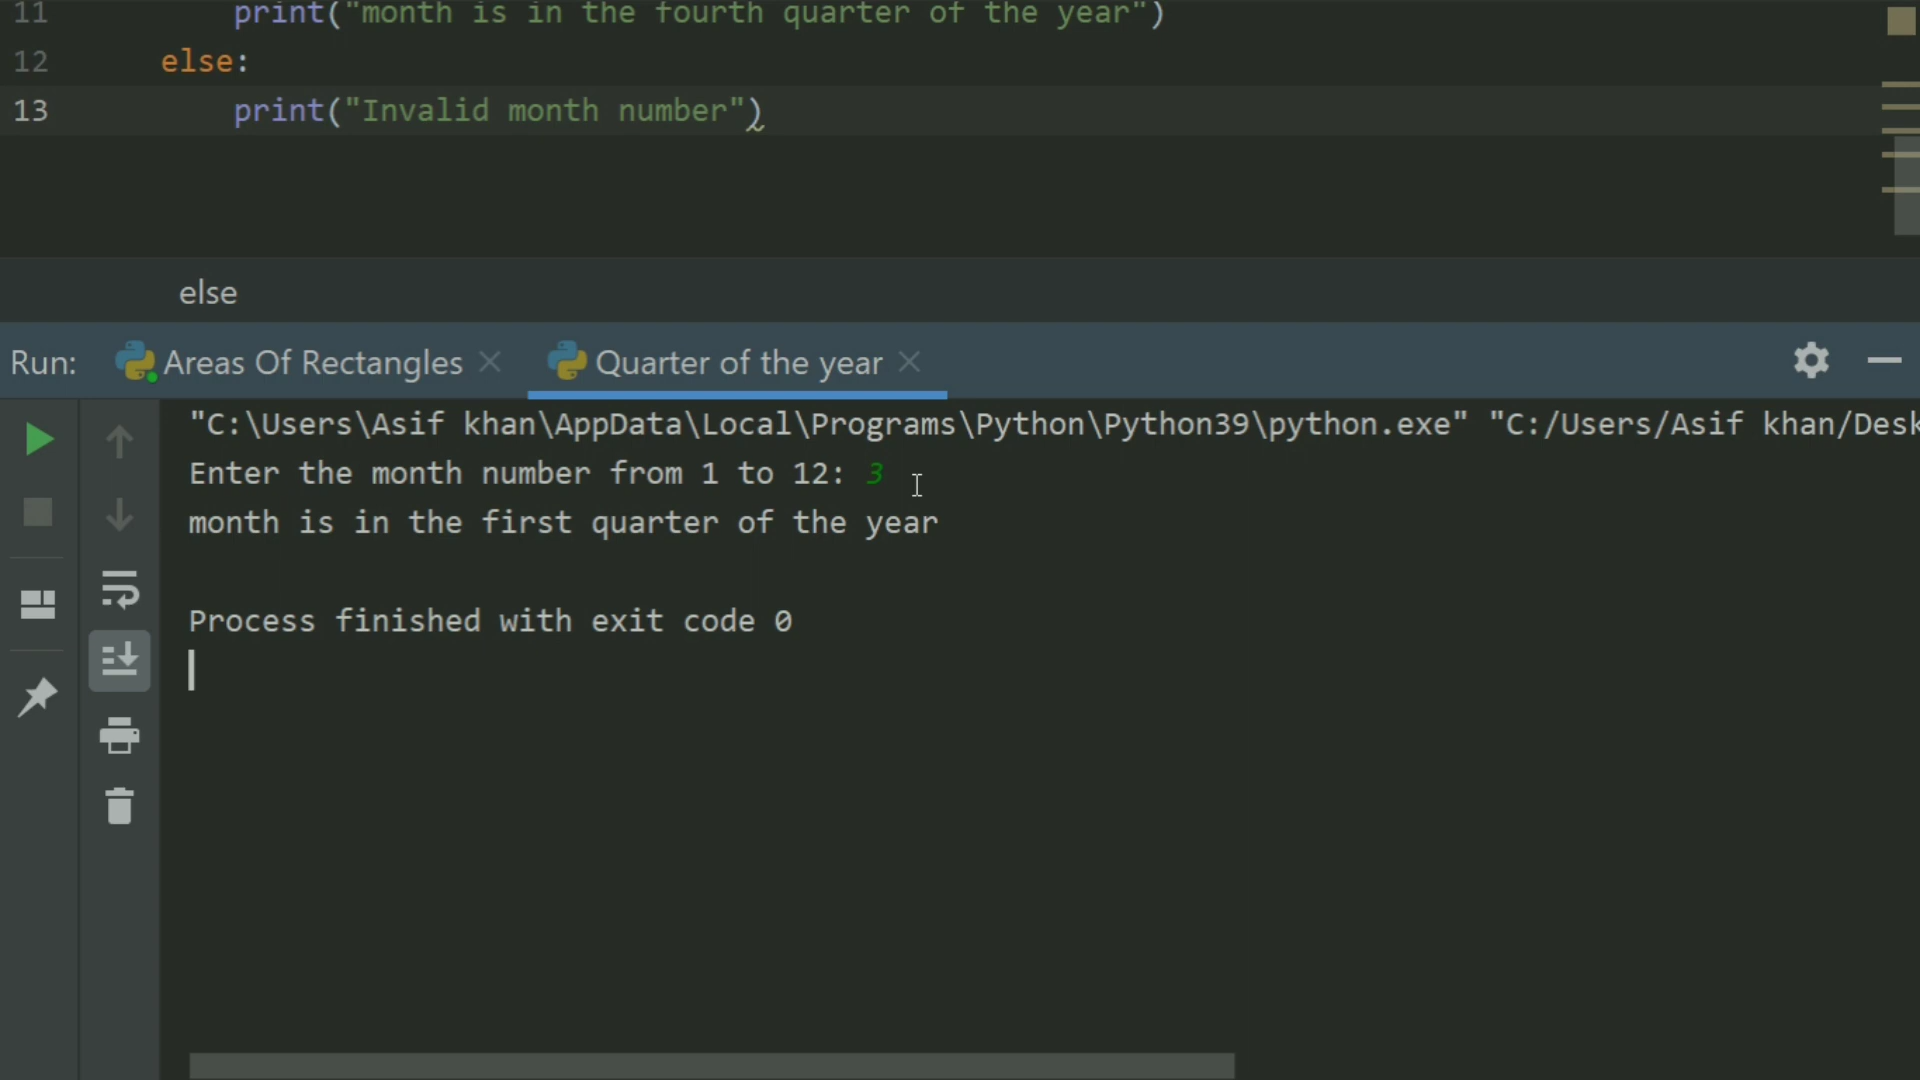 11 print("month is in the fourth quarter of the year")
12 else:
13 print("Invalid month number")
else
Run: Areas Of Rectangles Quarter of the year
"C:\Users\Asif khan\AppData\Local\Programs\Python\Python39\python.exe" "C:/Users/Asif khan/Desk
Enter the month number from 1 to 12: 3
month is in the first quarter of the year
Process finished with exit code 0